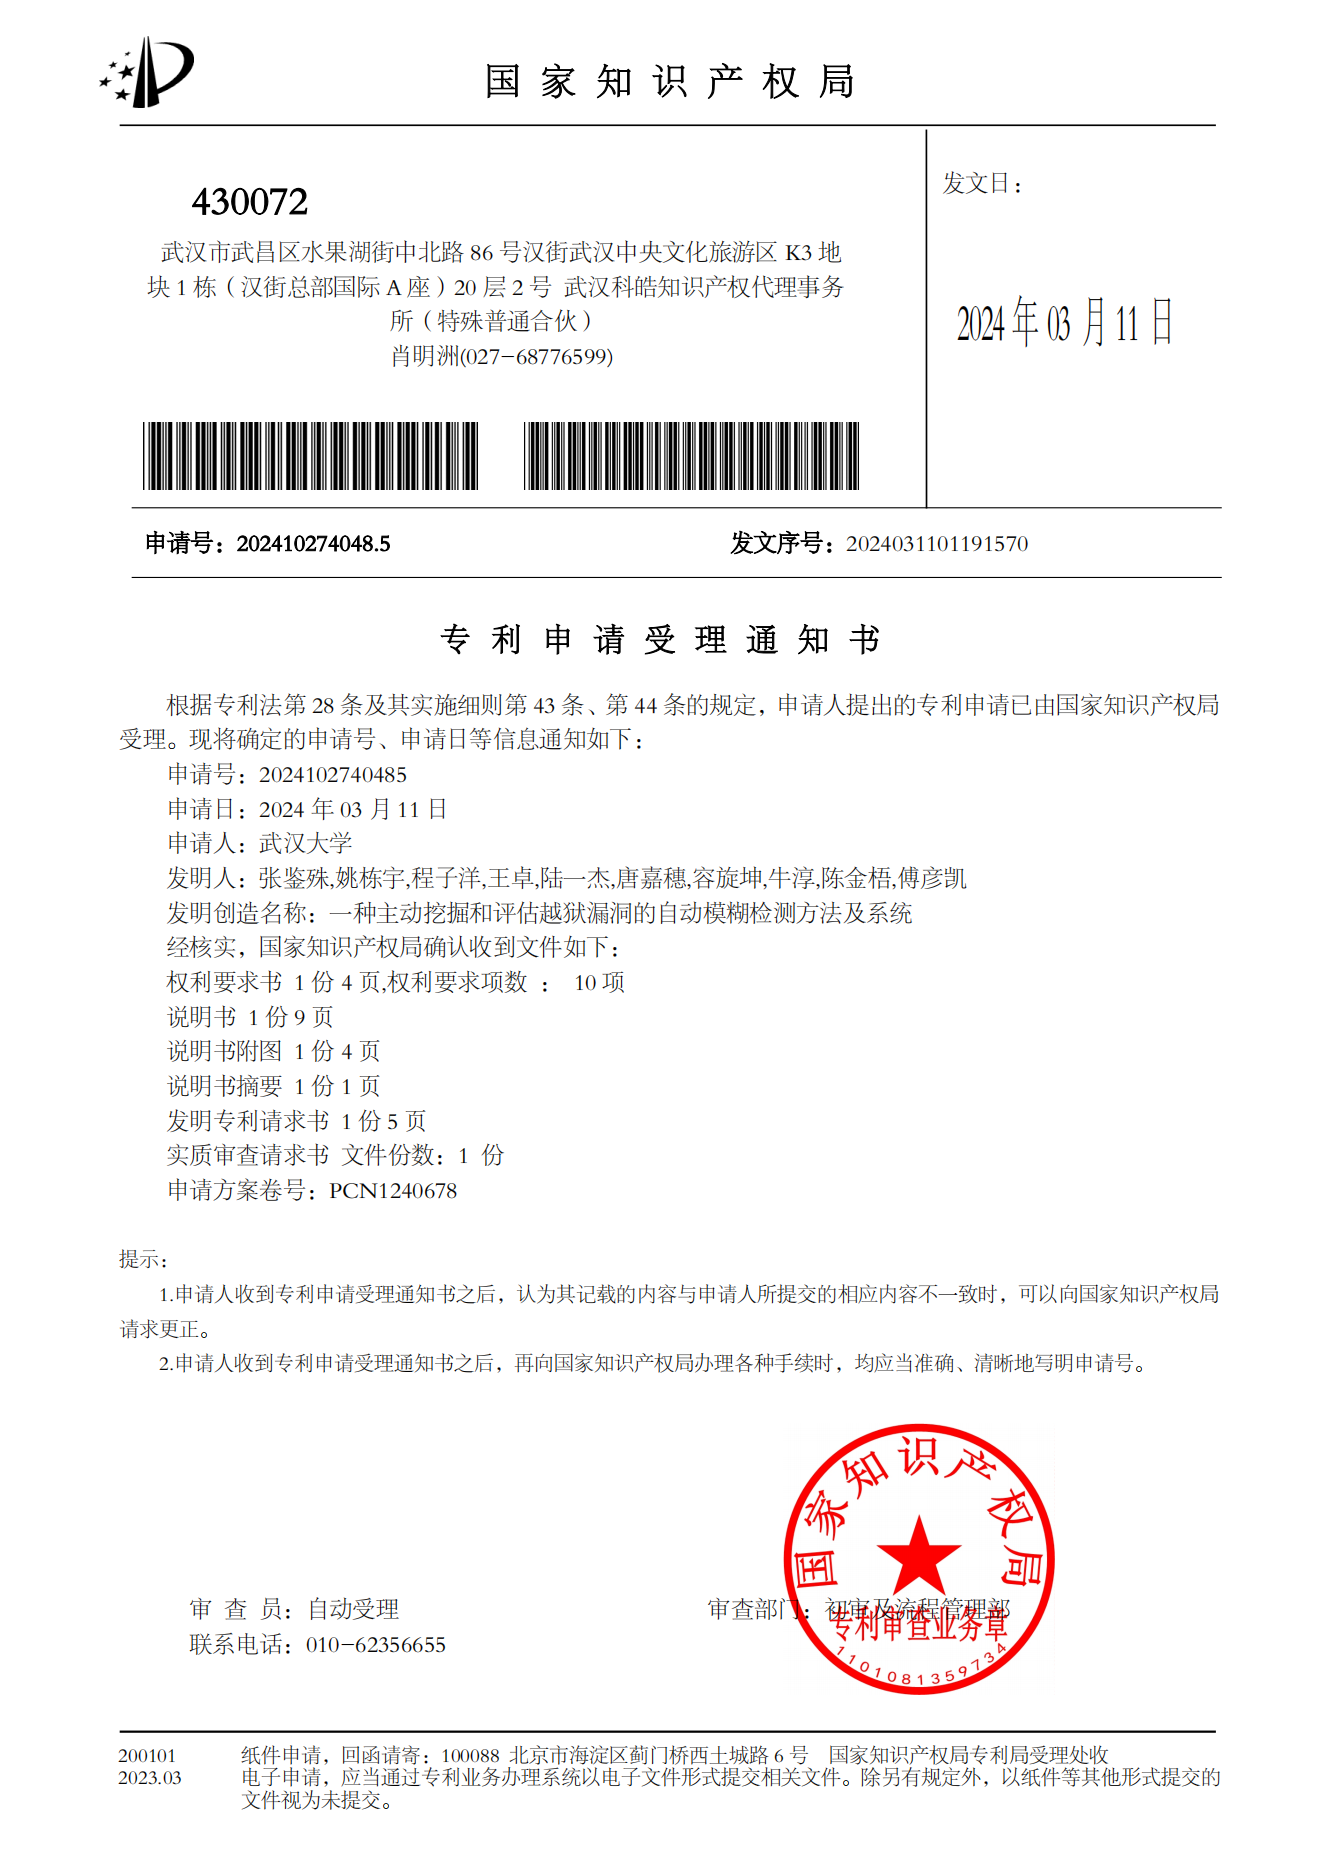 国家知识产权局
430072
发文日：
武汉市武昌区水果湖街中北路 86 号汉街武汉中央文化旅游区 K3 地
块 1 栋（汉街总部国际 A 座）20 层 2 号 武汉科皓知识产权代理事务
所（特殊普通合伙）
肖明洲(027-68776599)
2024 年 03 月 11 日
申请号：202410274048.5
发文序号：2024031101191570
专利申请受理通知书
根据专利法第 28 条及其实施细则第 43 条、第 44 条的规定，申请人提出的专利申请已由国家知识产权局
受理。现将确定的申请号、申请日等信息通知如下：
申请号：2024102740485
申请日：2024 年 03 月 11 日
申请人：武汉大学
发明人：张鉴殊,姚栋宇,程子洋,王卓,陆一杰,唐嘉穗,容旋坤,牛淳,陈金梧,傅彦凯
发明创造名称：一种主动挖掘和评估越狱漏洞的自动模糊检测方法及系统
经核实，国家知识产权局确认收到文件如下：
权利要求书 1 份 4 页,权利要求项数 ： 10 项
说明书 1 份 9 页
说明书附图 1 份 4 页
说明书摘要 1 份 1 页
发明专利请求书 1 份 5 页
实质审查请求书 文件份数：1 份
申请方案卷号：PCN1240678
提示：
1.申请人收到专利申请受理通知书之后，认为其记载的内容与申请人所提交的相应内容不一致时，可以向国家知识产权局
请求更正。
2.申请人收到专利申请受理通知书之后，再向国家知识产权局办理各种手续时，均应当准确、清晰地写明申请号。
国家知识产权局
审 查 员：自动受理
审查部门：初审及流程管理部
专利审查业务章
联系电话：010-62356655
1101081359734
200101
2023.03
纸件申请，回函请寄：100088 北京市海淀区蓟门桥西土城路 6 号 国家知识产权局专利局受理处收
电子申请，应当通过专利业务办理系统以电子文件形式提交相关文件。除另有规定外，以纸件等其他形式提交的
文件视为未提交。